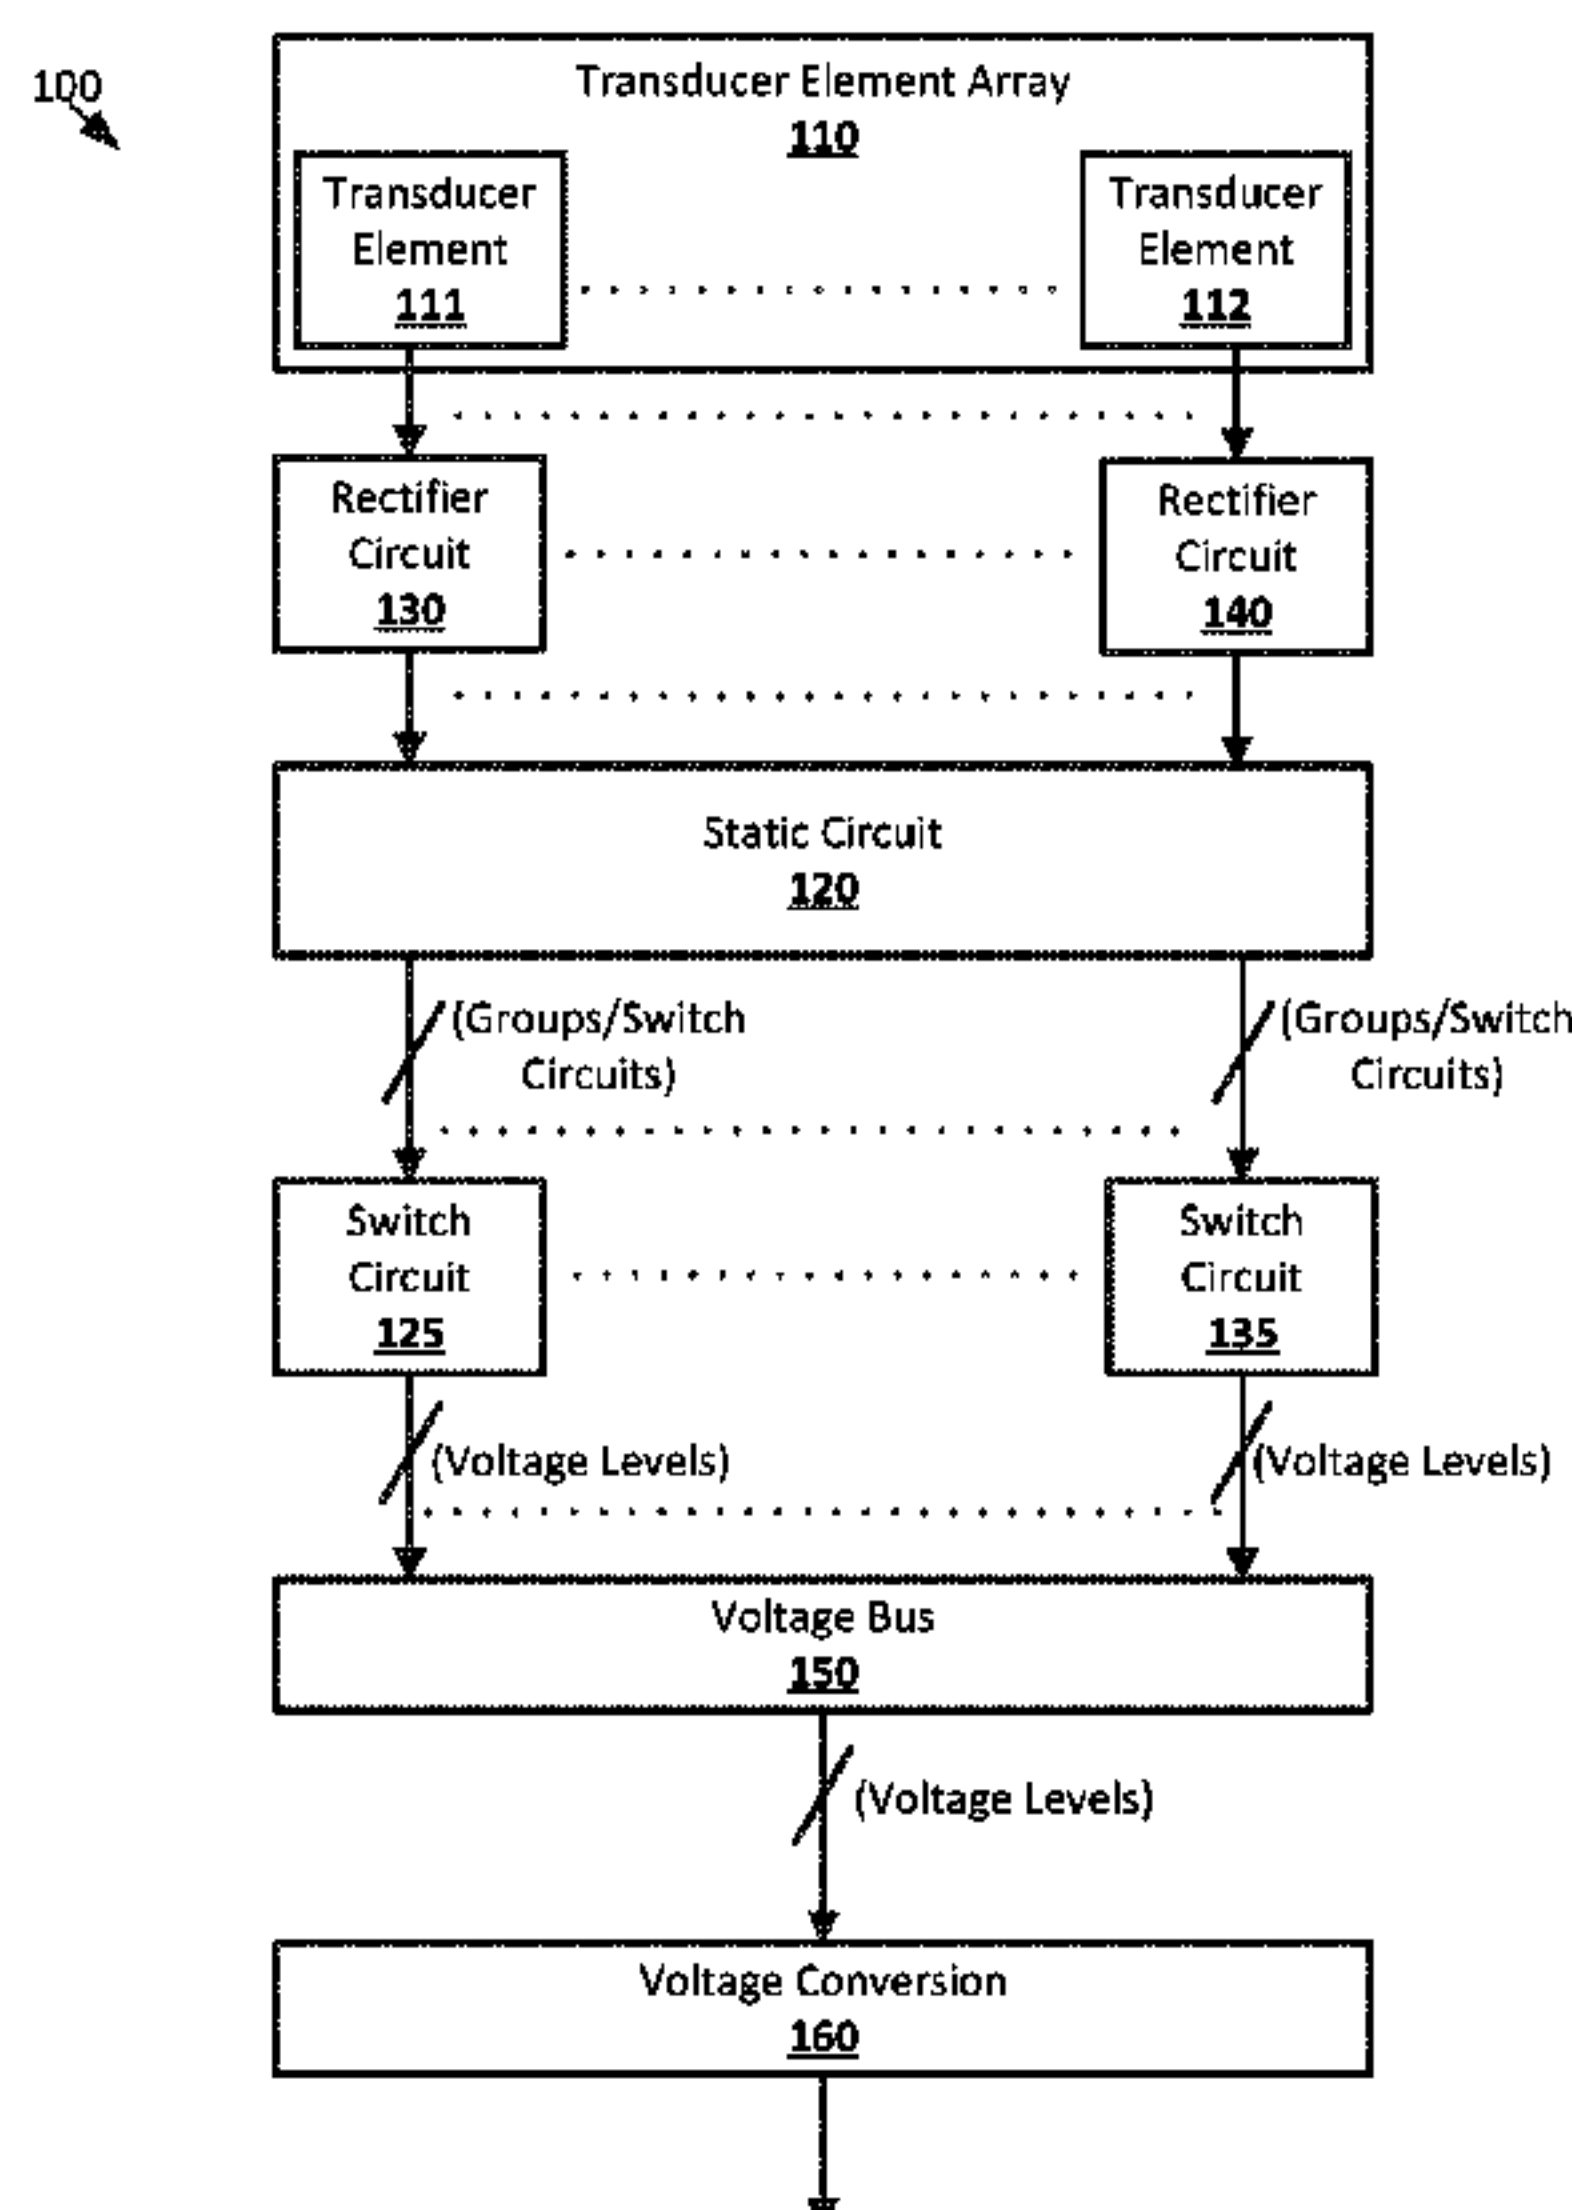 100
Transducer Element Array
110
Transducer
Element
111
Transducer
Element
112
Rectifier
Circuit
130
Rectifier
Circuit
140
Static Circuit
120
(Groups/Switch
Circuits)
(Groups/Switch
Circuits)
Switch
Circuit
125
Switch
Circuit
135
(Voltage Levels)
(Voltage Levels)
Voltage Bus
150
(Voltage Levels)
Voltage Conversion
160